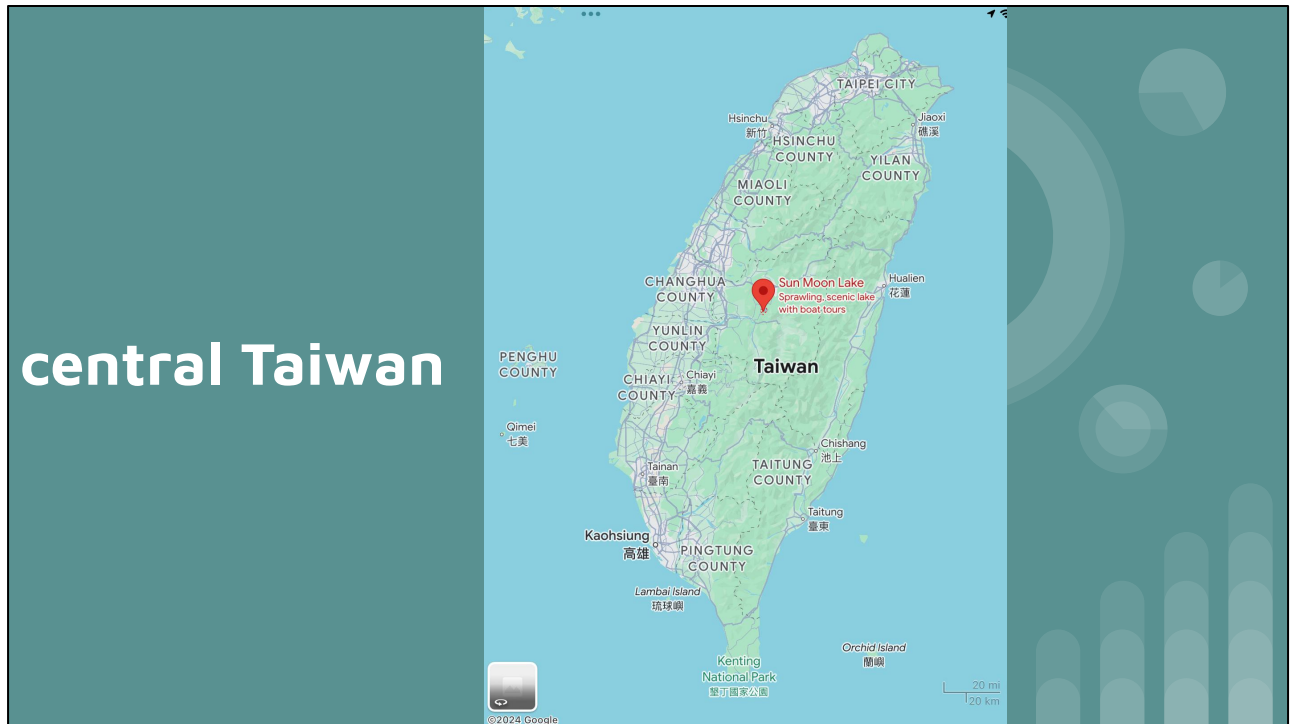 central Taiwan
TAIPEI CITY
Hsinchu
新竹
Jiaoxi
礁溪
HSINCHU
COUNTY
YILAN
COUNTY
MIAOLI
COUNTY
CHANGHUA
COUNTY
Sun Moon Lake
Sprawling, scenic lake
with boat tours
Hualien
花蓮
YUNLIN
COUNTY
PENGHU
COUNTY
Taiwan
CHIAYI
COUNTY
Chiayi
嘉義
Qimei
七美
Chishang
池上
Tainan
臺南
TAITUNG
COUNTY
Taitung
臺東
Kaohsiung
高雄
PINGTUNG
COUNTY
Lambai Island
琉球嶼
Orchid Island
蘭嶼
Kenting
National Park
墾丁國家公園
20 mi
20 km
©2024 Google